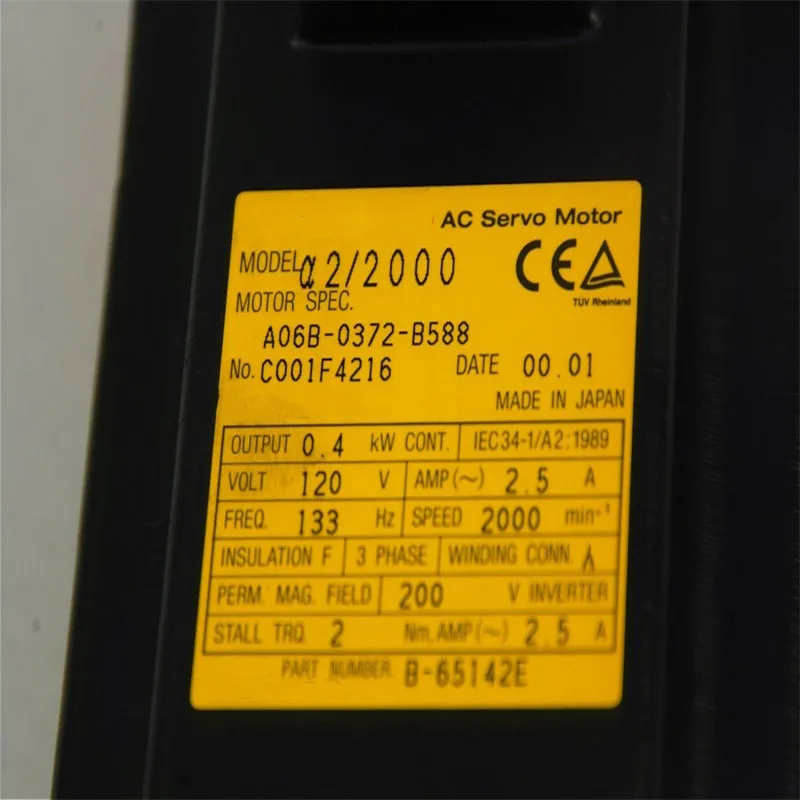 AC Servo Motor
MODEL α2/2000 CE
TÜV Rheinland
MOTOR SPEC.
A06B-0372-B588
No. C001F4216 DATE 00.01
MADE IN JAPAN
OUTPUT 0.4 kW CONT. IEC34-1/A2:1989
VOLT 120 V AMP(~) 2.5 A
FREQ. 133 Hz SPEED 2000 min⁻¹
INSULATION F 3 PHASE WINDING CONN. ⅄
PERM. MAG. FIELD 200 V INVERTER
STALL TRQ. 2 Nm. AMP(~) 2.5 A
PART NUMBER B-65142E